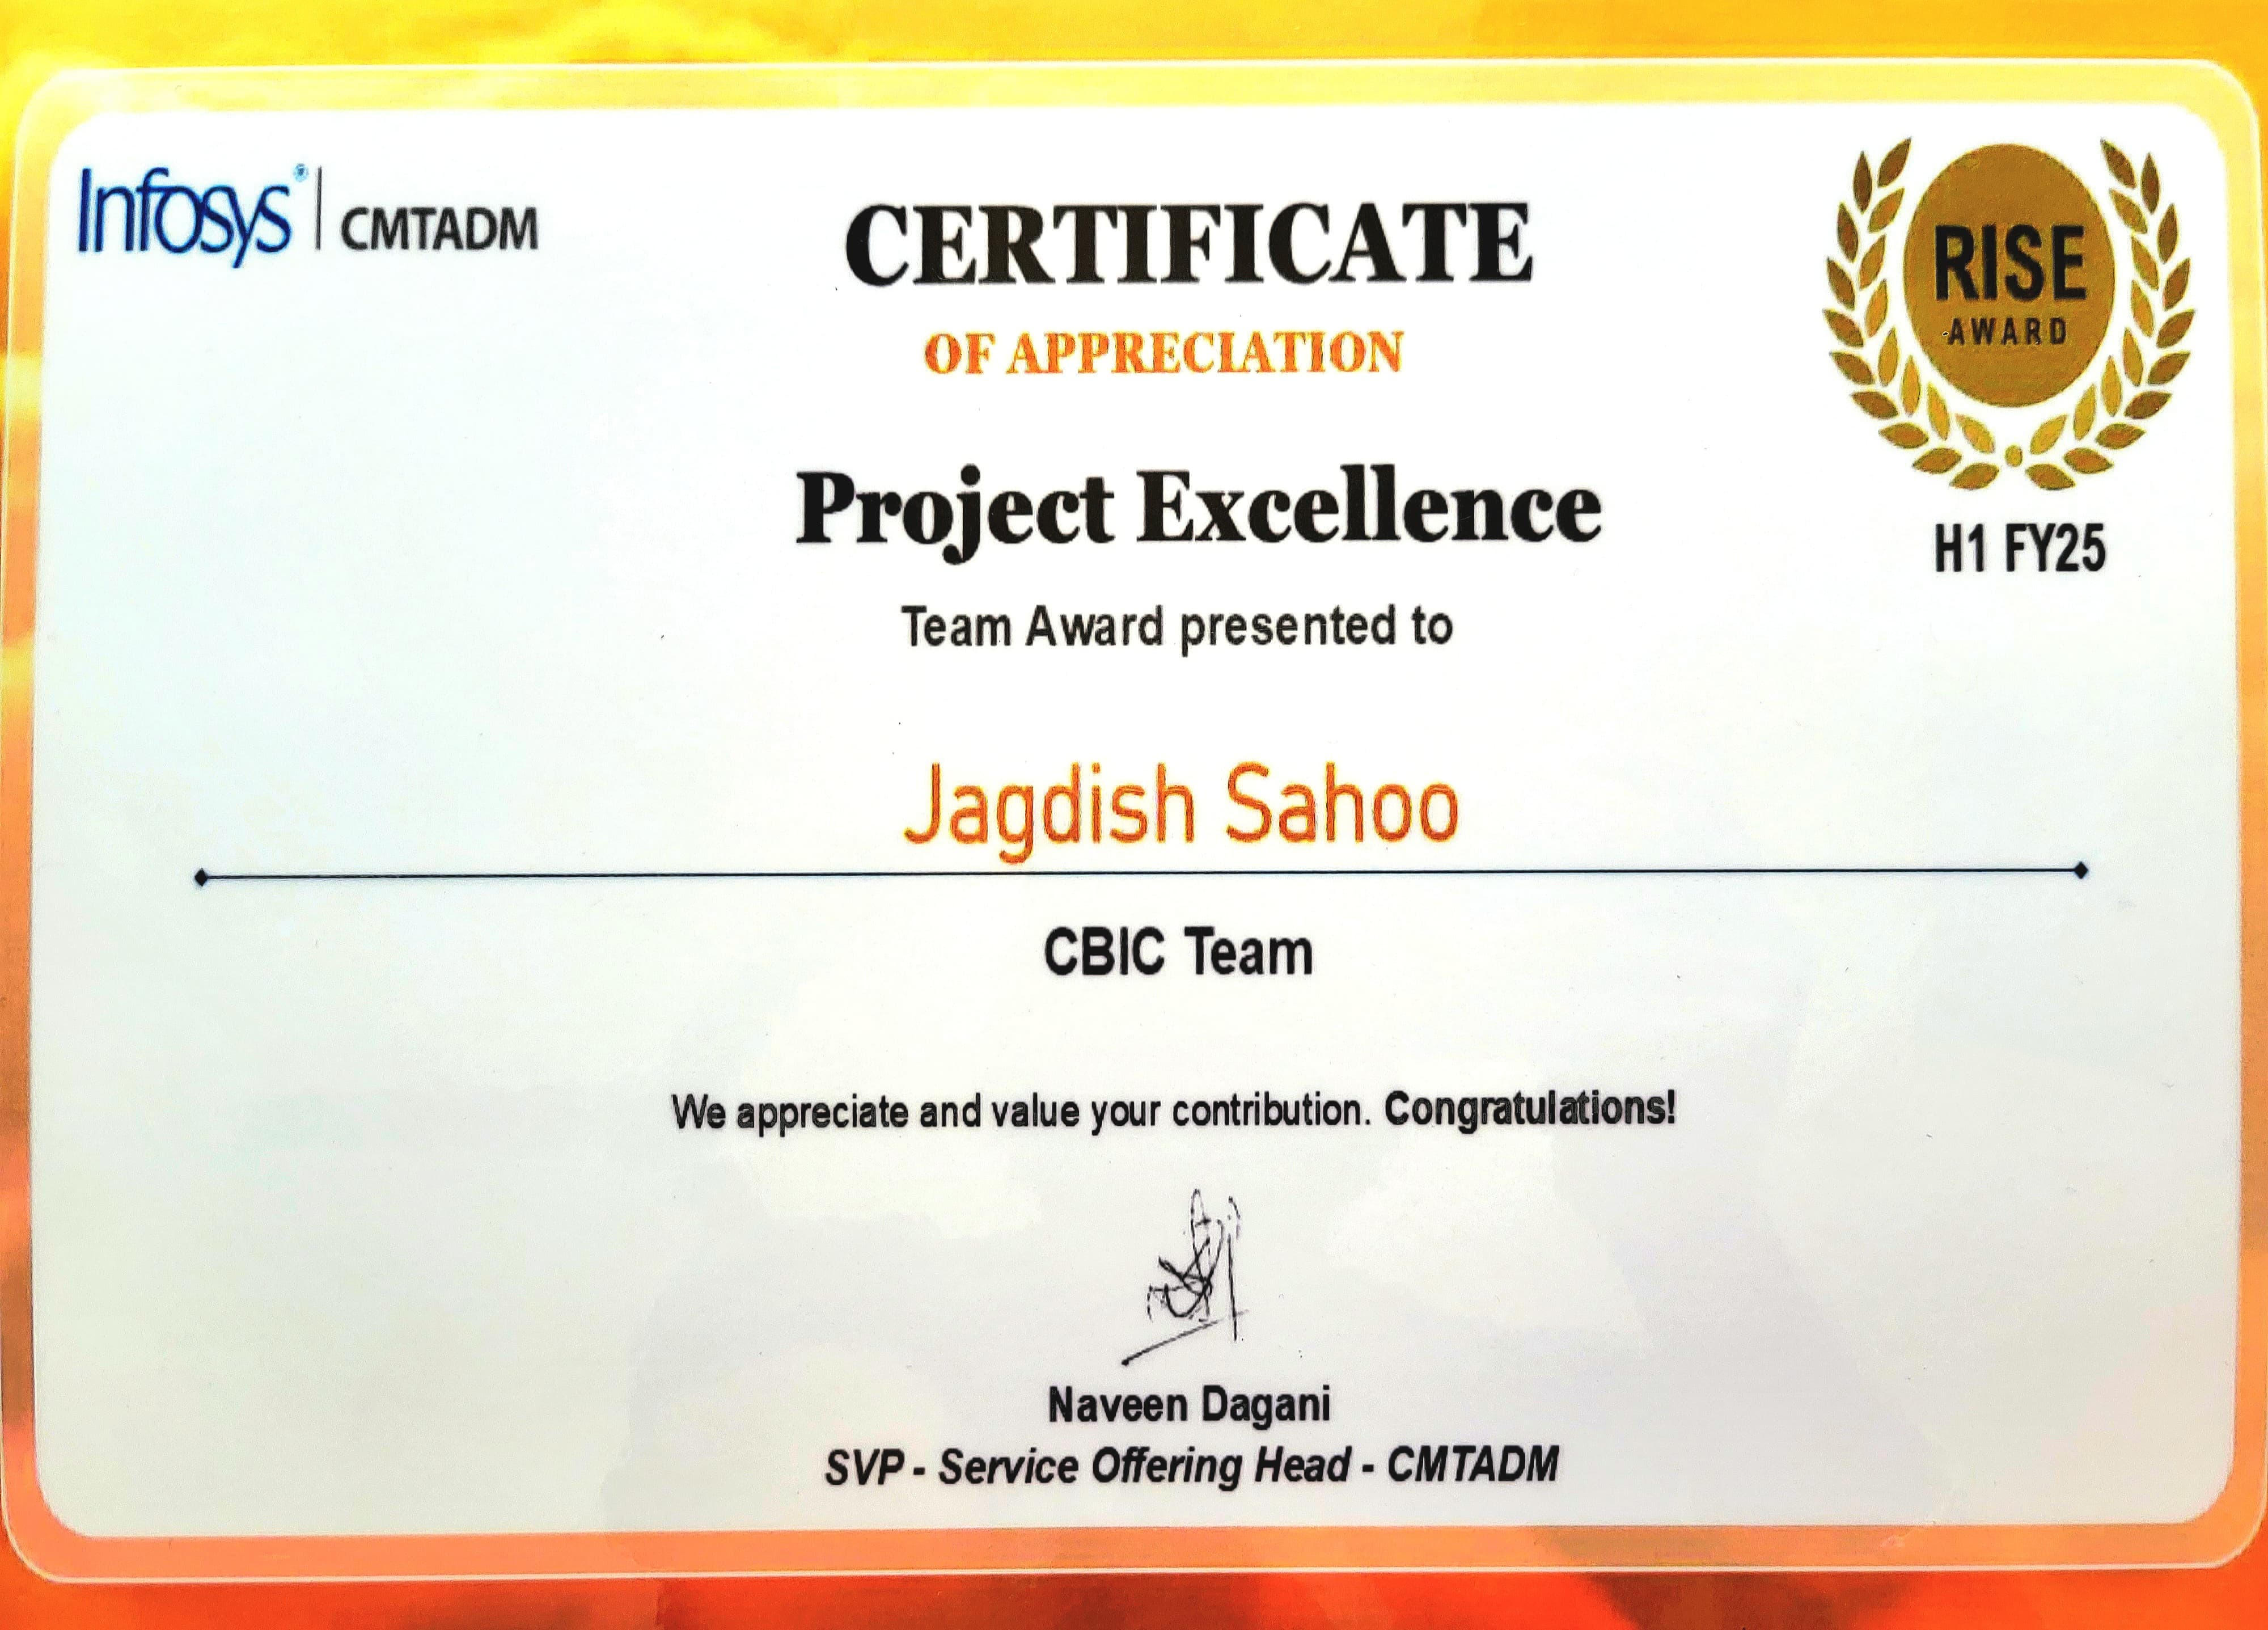 Infosys® | CMTADM
CERTIFICATE
OF APPRECIATION
RISE
AWARD
H1 FY25
Project Excellence
Team Award presented to
Jagdish Sahoo
CBIC Team
We appreciate and value your contribution. Congratulations!
Naveen Dagani
SVP - Service Offering Head - CMTADM